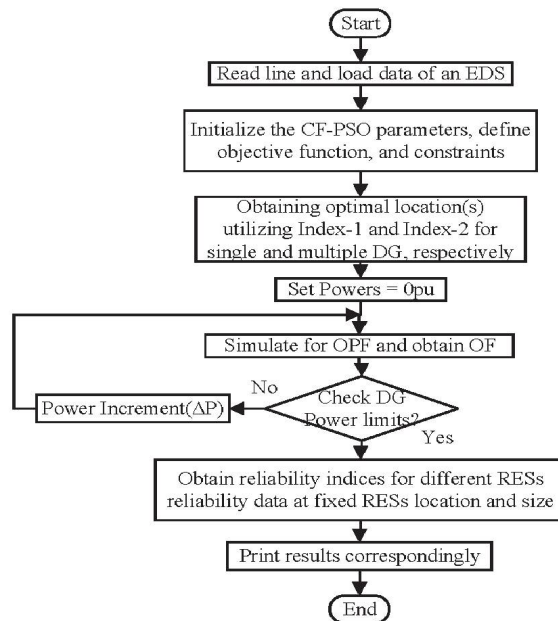 Start
Read line and load data of an EDS
Initialize the CF-PSO parameters, define
objective function, and constraints
Obtaining optimal location(s)
utilizing Index-1 and Index-2 for
single and multiple DG, respectively
Set Powers = 0pu
Simulate for OPF and obtain OF
No
Check DG
Power Increment(ΔP)
Power limits?
Yes
Obtain reliability indices for different RESs
reliability data at fixed RESs location and size
Print results correspondingly
End